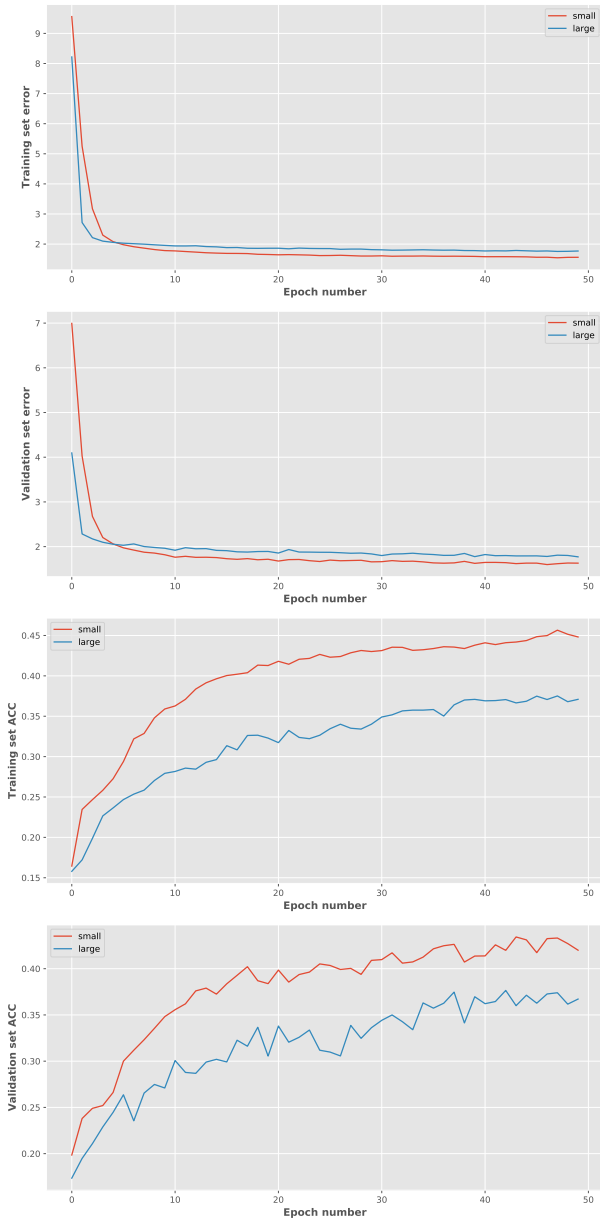 small
large
9
8
7
6
5
4
3
2
Training set error
0 10 20 30 40 50
Epoch number
small
large
7
6
5
4
3
2
Validation set error
0 10 20 30 40 50
Epoch number
small
large
0.45
0.40
0.35
0.30
0.25
0.20
0.15
Training set ACC
0 10 20 30 40 50
Epoch number
small
large
0.40
0.35
0.30
0.25
0.20
Validation set ACC
0 10 20 30 40 50
Epoch number